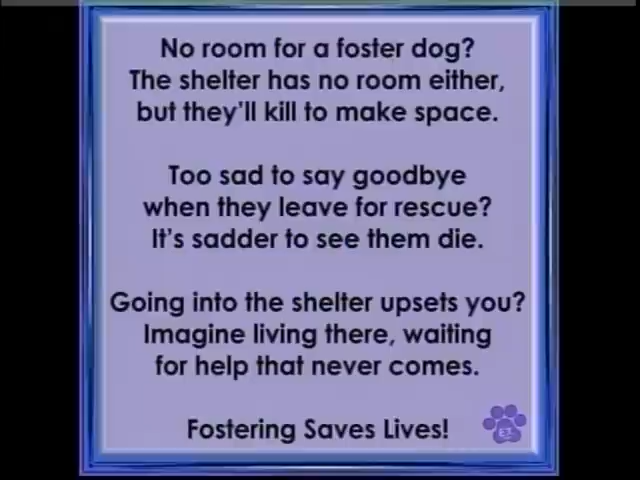 No room for a foster dog?
The shelter has no room either,
but they'll kill to make space.
Too sad to say goodbye
when they leave for rescue?
It's sadder to see them die.
Going into the shelter upsets you?
Imagine living there, waiting
for help that never comes.
Fostering Saves Lives!